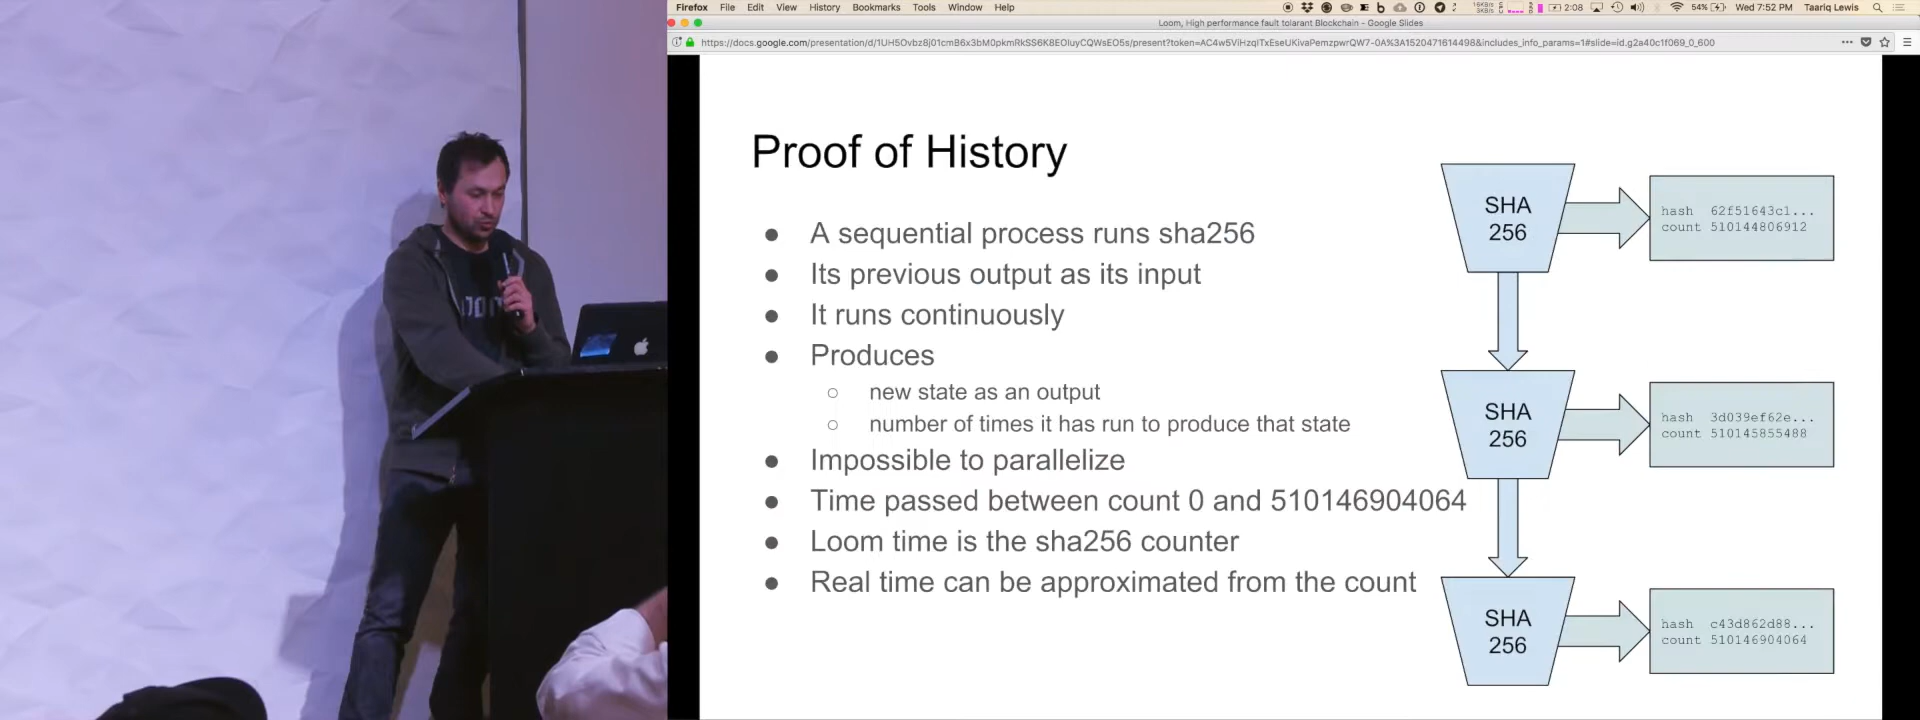 Firefox File Edit View History Bookmarks Tools Window Help
2:08 54% Wed 7:52 PM Taariq Lewis
Loom, High performance fault tolarant Blockchain - Google Slides
Proof of History
● A sequential process runs sha256
● Its previous output as its input
● It runs continuously
● Produces
○ new state as an output
○ number of times it has run to produce that state
● Impossible to parallelize
● Time passed between count 0 and 510146904064
● Loom time is the sha256 counter
● Real time can be approximated from the count
SHA
256
hash 62f51643c1...
count 510144806912
SHA
256
hash 3d039ef62e...
count 510145855488
SHA
256
hash c43d862d88...
count 510146904064